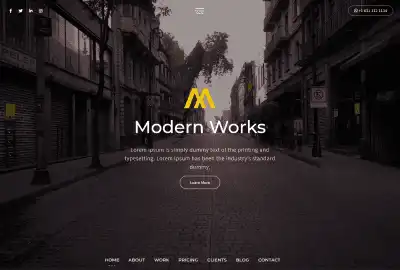 +1 631 111 1114
Modern Works
Lorem Ipsum is simply dummy text of the printing and
typesetting. Lorem Ipsum has been the industry's standard
dummy.
Learn More
HOME ABOUT WORK PRICING CLIENTS BLOG CONTACT